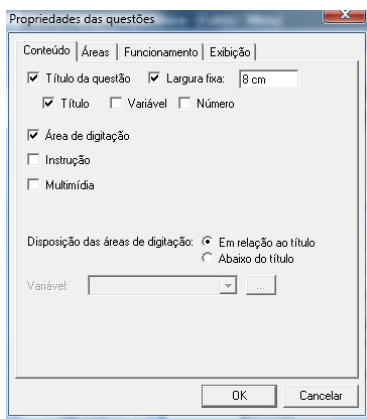 Propriedades das questões
Conteúdo Áreas Funcionamento Exibição
Título da questão Largura fixa: 8 cm
Título Variável Número
Área de digitação
Instrução
Multimídia
Disposição das áreas de digitação: Em relação ao título
Abaixo do título
Variável: ...
OK Cancelar